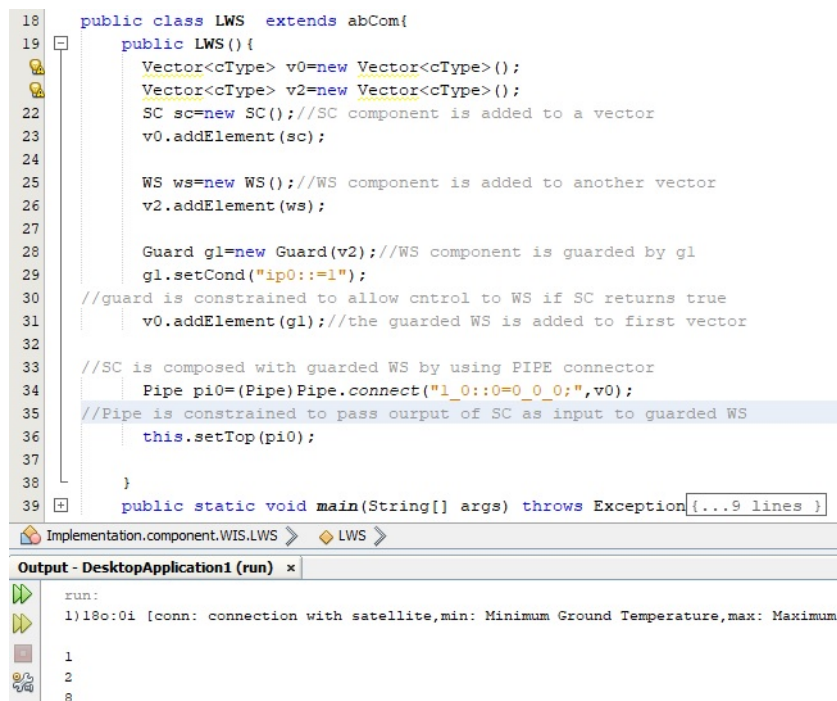 18 public class LWS extends abCom{
19 public LWS(){
Vector<cType> v0=new Vector<cType>();
Vector<cType> v2=new Vector<cType>();
22 SC sc=new SC();//SC component is added to a vector
23 v0.addElement(sc);
24
25 WS ws=new WS();//WS component is added to another vector
26 v2.addElement(ws);
27
28 Guard g1=new Guard(v2);//WS component is guarded by g1
29 g1.setCond("ip0::=1");
30 //guard is constrained to allow cntrol to WS if SC returns true
31 v0.addElement(g1);//the guarded WS is added to first vector
32
33 //SC is composed with guarded WS by using PIPE connector
34 Pipe pi0=(Pipe)Pipe.connect("1_0::0=0_0_0;",v0);
35 //Pipe is constrained to pass ourput of SC as input to guarded WS
36 this.setTop(pi0);
37
38 }
39 public static void main(String[] args) throws Exception{...9 lines }
Implementation.component.WIS.LWS LWS
Output - DesktopApplication1 (run) ×
run:
1)18o:0i [conn: connection with satellite,min: Minimum Ground Temperature,max: Maximum
1
2
8